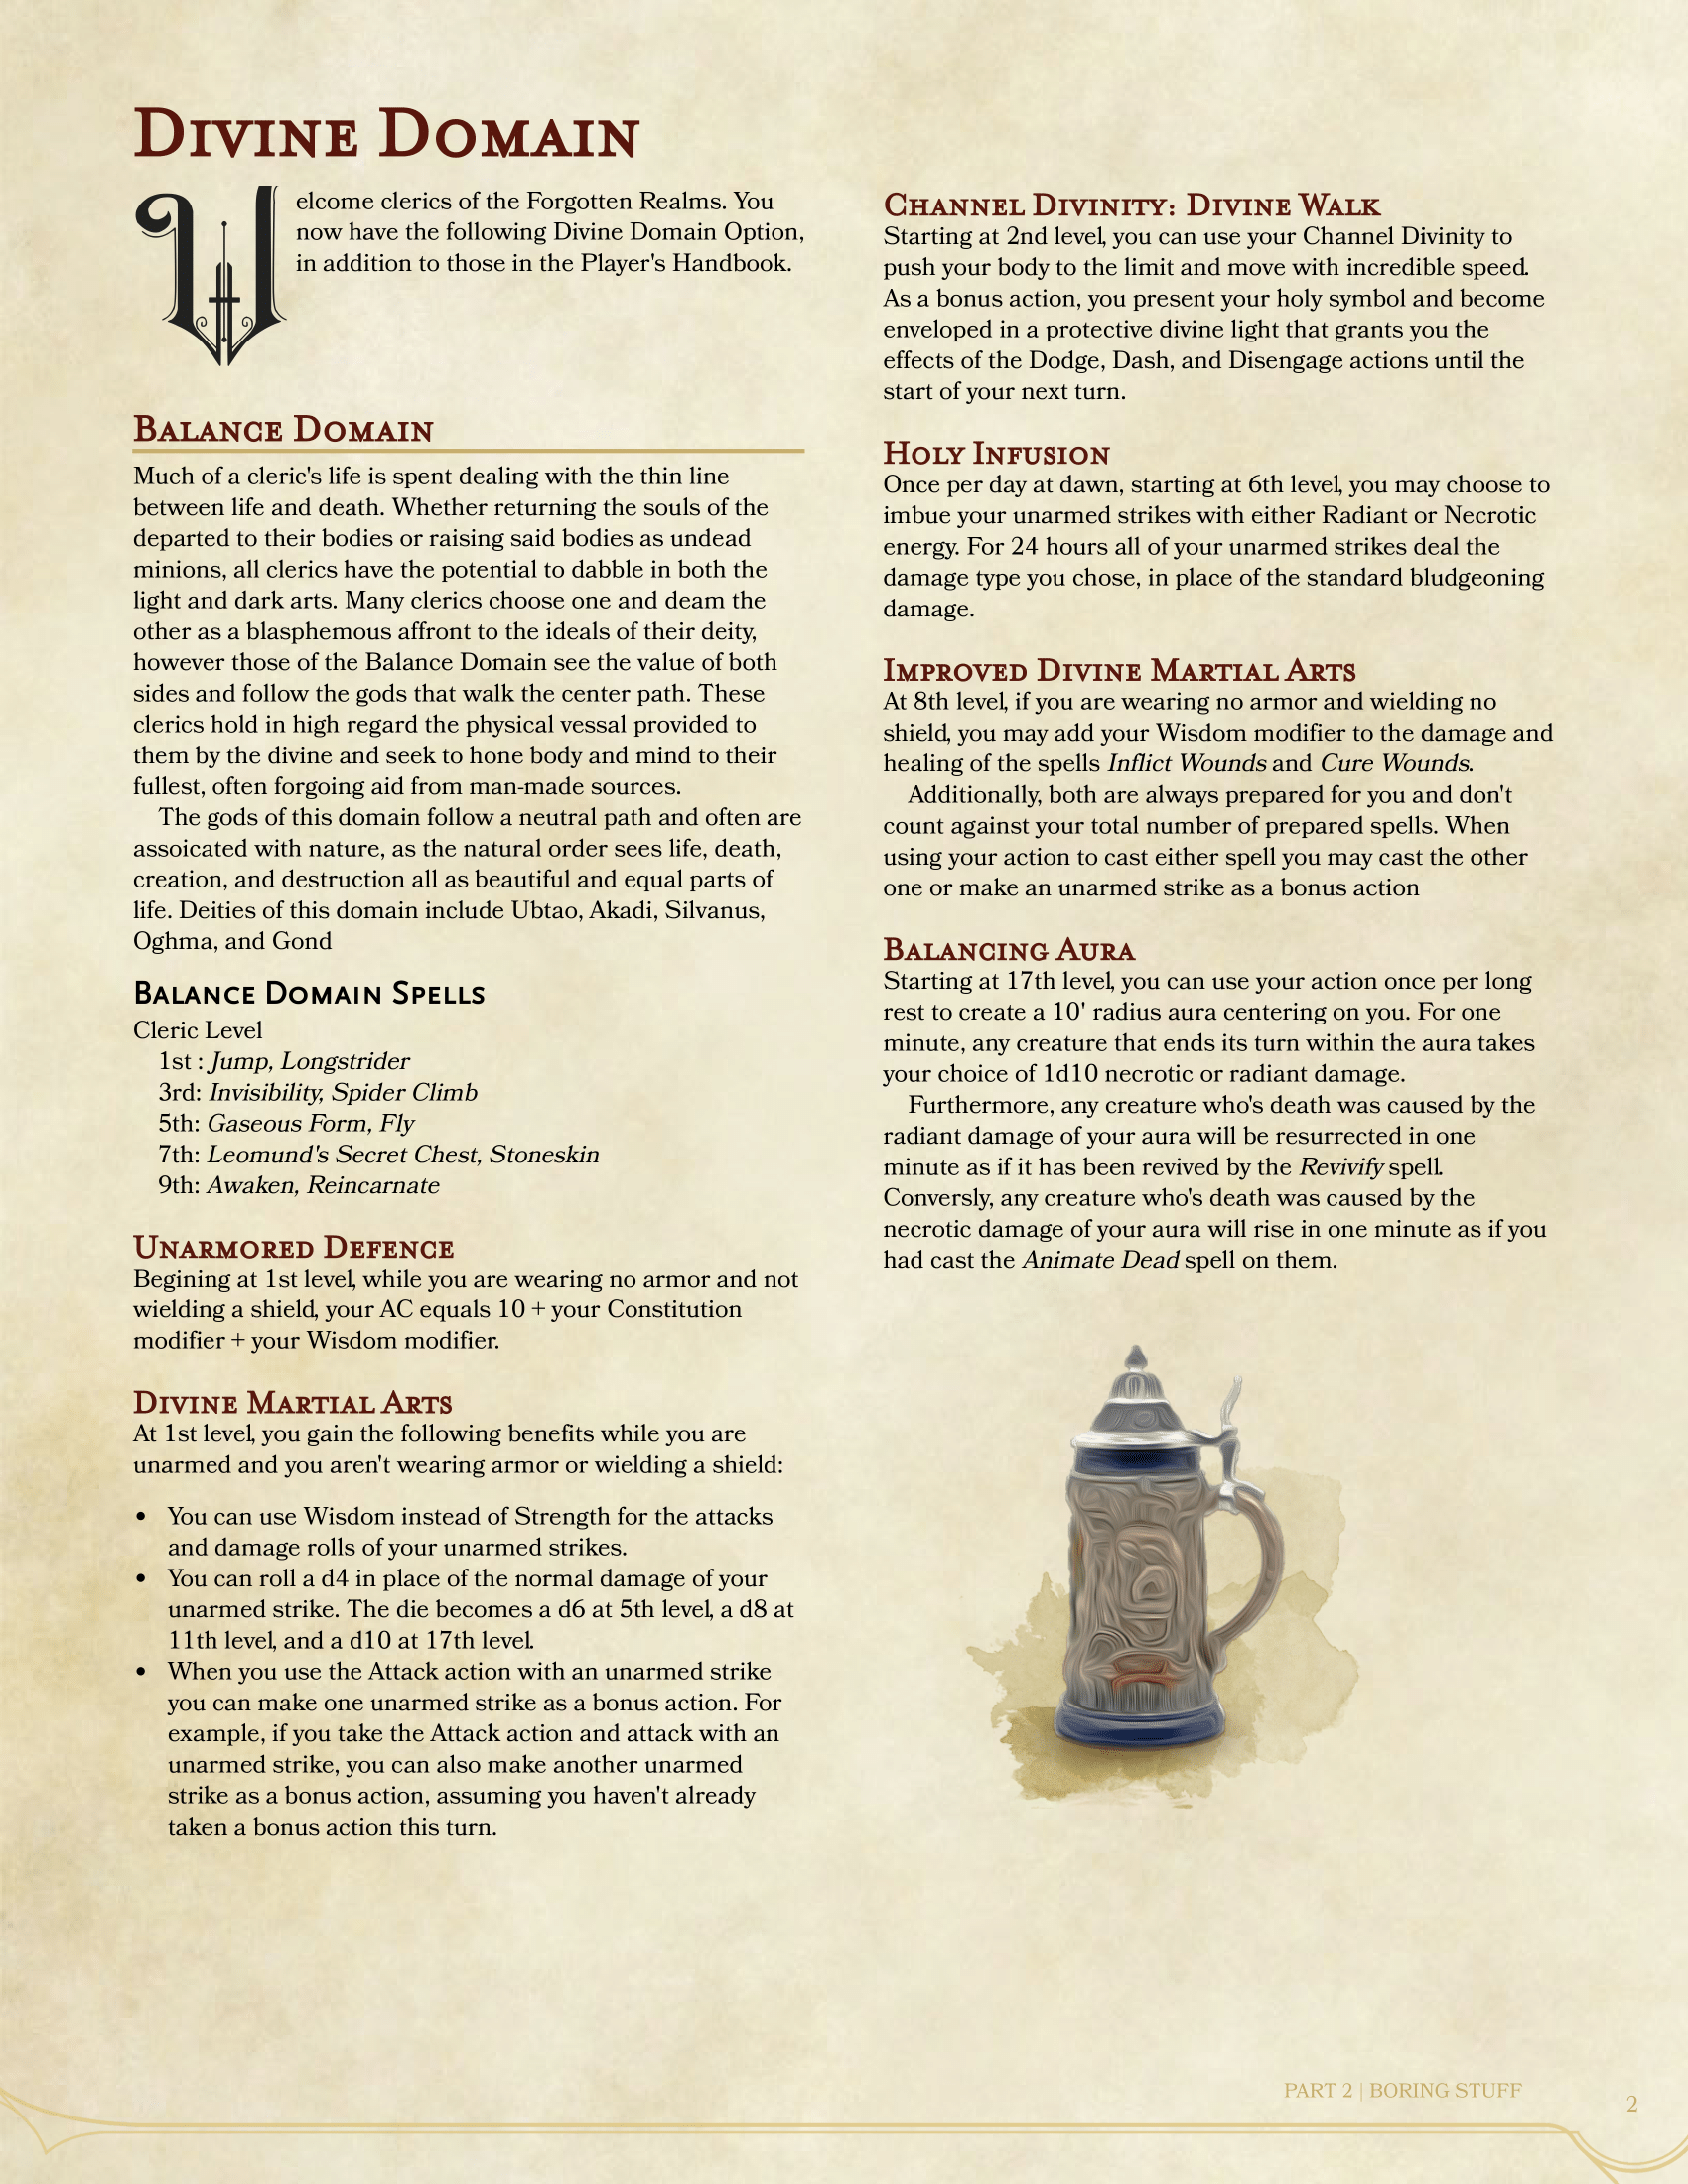 Divine Domain
Welcome clerics of the Forgotten Realms. You
now have the following Divine Domain Option,
in addition to those in the Player's Handbook.
Balance Domain
Much of a cleric's life is spent dealing with the thin line
between life and death. Whether returning the souls of the
departed to their bodies or raising said bodies as undead
minions, all clerics have the potential to dabble in both the
light and dark arts. Many clerics choose one and deam the
other as a blasphemous affront to the ideals of their deity,
however those of the Balance Domain see the value of both
sides and follow the gods that walk the center path. These
clerics hold in high regard the physical vessal provided to
them by the divine and seek to hone body and mind to their
fullest, often forgoing aid from man-made sources.
The gods of this domain follow a neutral path and often are
assoicated with nature, as the natural order sees life, death,
creation, and destruction all as beautiful and equal parts of
life. Deities of this domain include Ubtao, Akadi, Silvanus,
Oghma, and Gond
Balance Domain Spells
Cleric Level
1st : Jump, Longstrider
3rd: Invisibility, Spider Climb
5th: Gaseous Form, Fly
7th: Leomund's Secret Chest, Stoneskin
9th: Awaken, Reincarnate
Unarmored Defence
Begining at 1st level, while you are wearing no armor and not
wielding a shield, your AC equals 10 + your Constitution
modifier + your Wisdom modifier.
Divine Martial Arts
At 1st level, you gain the following benefits while you are
unarmed and you aren't wearing armor or wielding a shield:
• You can use Wisdom instead of Strength for the attacks
and damage rolls of your unarmed strikes.
• You can roll a d4 in place of the normal damage of your
unarmed strike. The die becomes a d6 at 5th level, a d8 at
11th level, and a d10 at 17th level.
• When you use the Attack action with an unarmed strike
you can make one unarmed strike as a bonus action. For
example, if you take the Attack action and attack with an
unarmed strike, you can also make another unarmed
strike as a bonus action, assuming you haven't already
taken a bonus action this turn.
Channel Divinity: Divine Walk
Starting at 2nd level, you can use your Channel Divinity to
push your body to the limit and move with incredible speed.
As a bonus action, you present your holy symbol and become
enveloped in a protective divine light that grants you the
effects of the Dodge, Dash, and Disengage actions until the
start of your next turn.
Holy Infusion
Once per day at dawn, starting at 6th level, you may choose to
imbue your unarmed strikes with either Radiant or Necrotic
energy. For 24 hours all of your unarmed strikes deal the
damage type you chose, in place of the standard bludgeoning
damage.
Improved Divine Martial Arts
At 8th level, if you are wearing no armor and wielding no
shield, you may add your Wisdom modifier to the damage and
healing of the spells Inflict Wounds and Cure Wounds.
Additionally, both are always prepared for you and don't
count against your total number of prepared spells. When
using your action to cast either spell you may cast the other
one or make an unarmed strike as a bonus action
Balancing Aura
Starting at 17th level, you can use your action once per long
rest to create a 10' radius aura centering on you. For one
minute, any creature that ends its turn within the aura takes
your choice of 1d10 necrotic or radiant damage.
Furthermore, any creature who's death was caused by the
radiant damage of your aura will be resurrected in one
minute as if it has been revived by the Revivify spell.
Conversly, any creature who's death was caused by the
necrotic damage of your aura will rise in one minute as if you
had cast the Animate Dead spell on them.
PART 2 | BORING STUFF
2